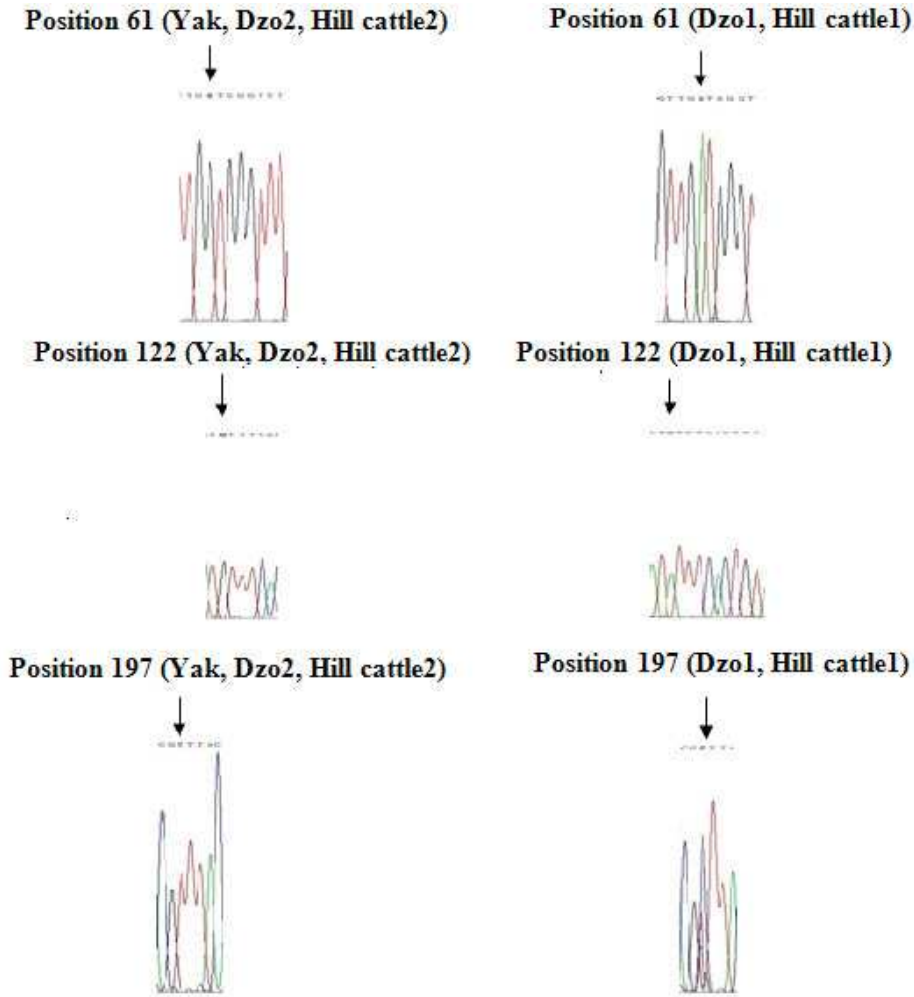 Position 61 (Yak, Dzo2, Hill cattle2)
Position 61 (Dzo1, Hill cattle1)
Position 122 (Yak, Dzo2, Hill cattle2)
Position 122 (Dzo1, Hill cattle1)
Position 197 (Yak, Dzo2, Hill cattle2)
Position 197 (Dzo1, Hill cattle1)